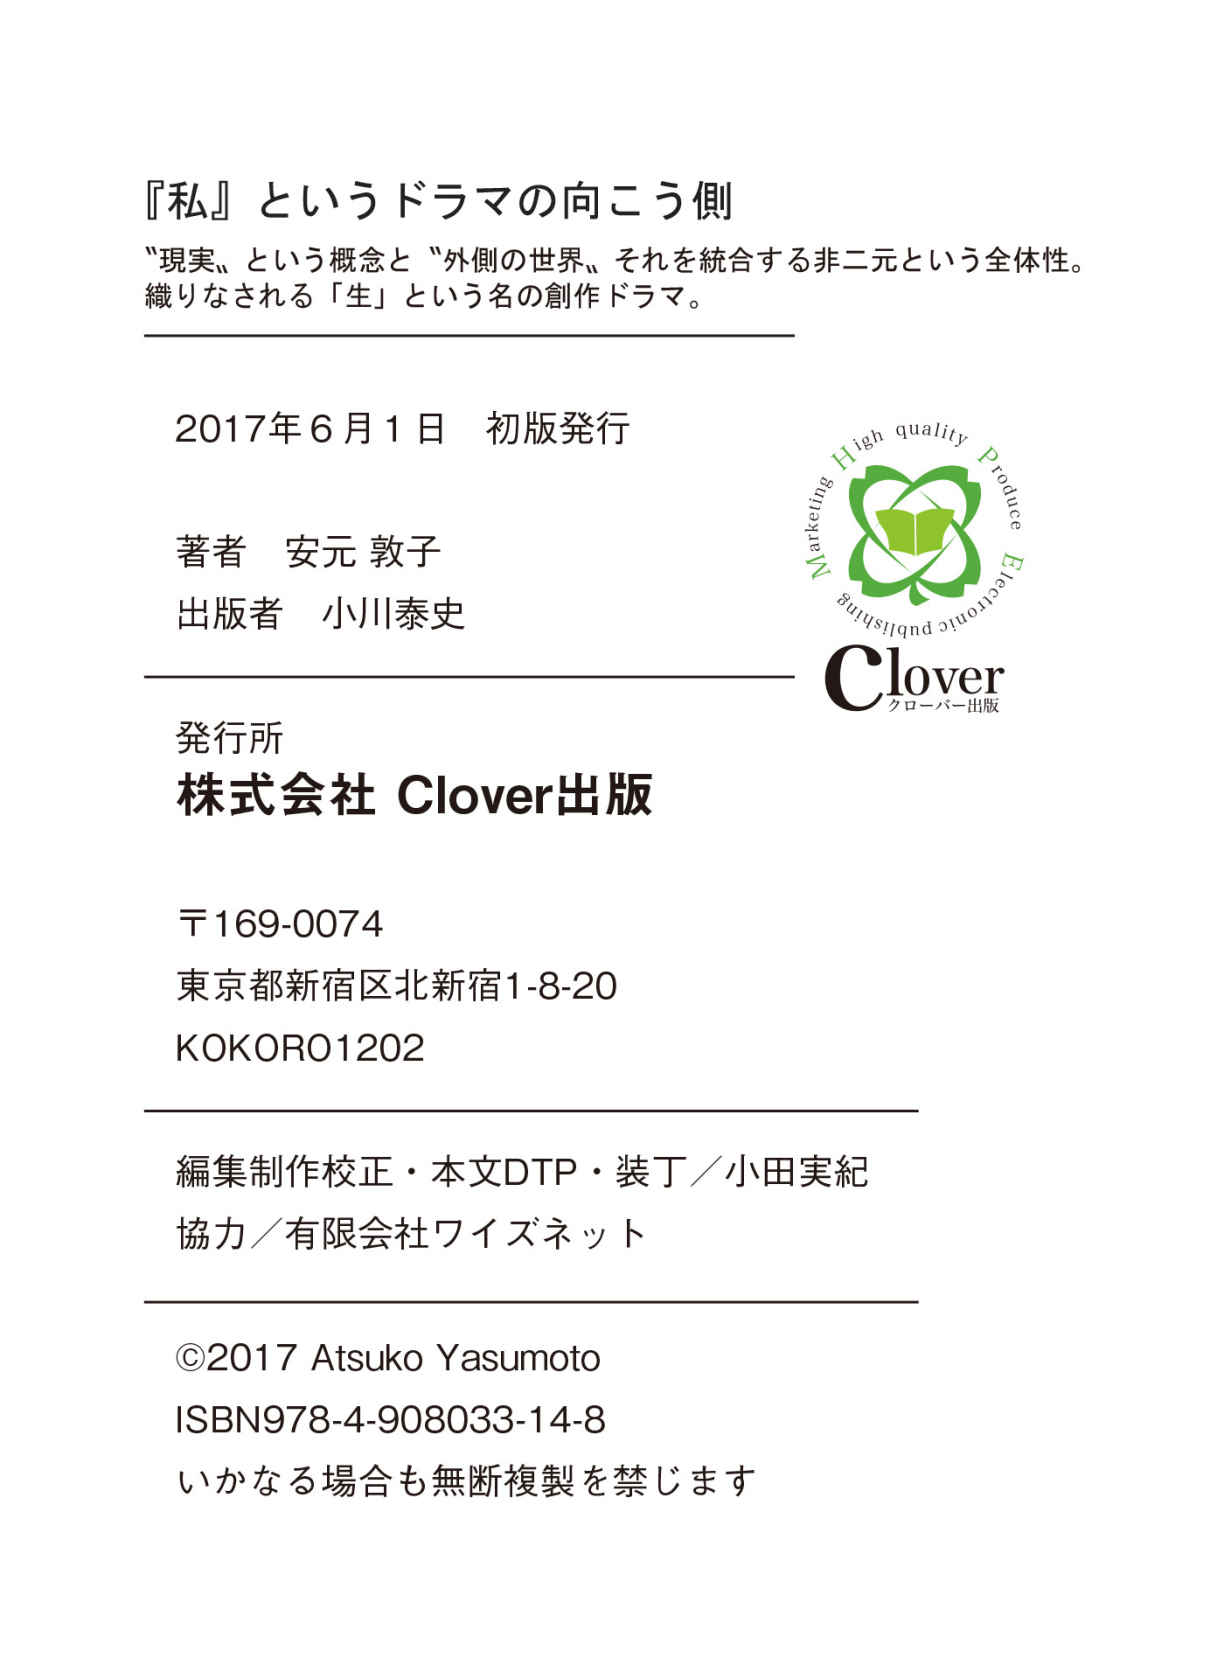 『私』というドラマの向こう側
〝現実〟という概念と〝外側の世界〟それを統合する非二元という全体性。
織りなされる「生」という名の創作ドラマ。
2017年６月１日　初版発行
著者　安元 敦子
出版者　小川泰史
Marketing High quality Produce Electronic publishing
Clover
クローバー出版
発行所
株式会社 Clover出版
〒169-0074
東京都新宿区北新宿1-8-20
KOKORO1202
編集制作校正・本文DTP・装丁／小田実紀
協力／有限会社ワイズネット
©2017 Atsuko Yasumoto
ISBN978-4-908033-14-8
いかなる場合も無断複製を禁じます